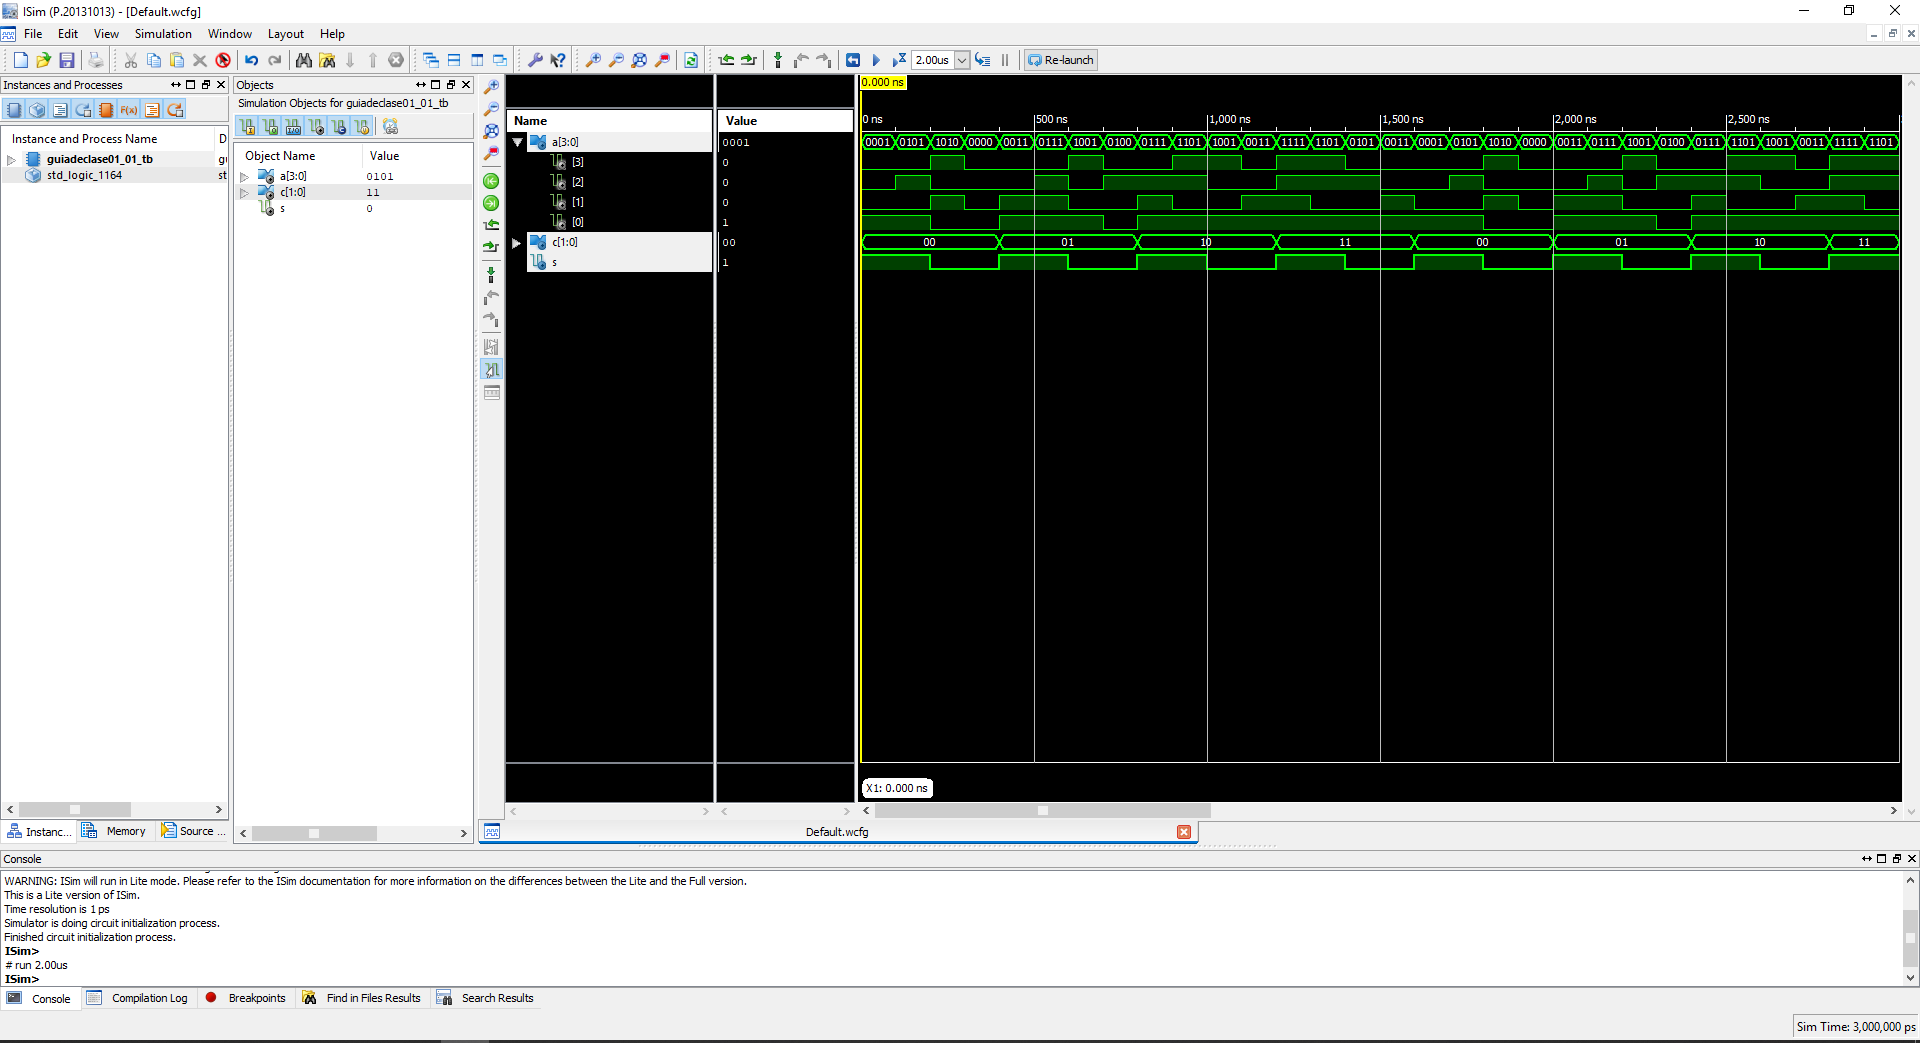 ISim (P.20131013) - [Default.wcfg]
File Edit View Simulation Window Layout Help
2.00us Re-launch
Instances and Processes
Instance and Process Name D
guiadeclase01_01_tb
std_logic_1164 st
Objects
Simulation Objects for guiadeclase01_01_tb
Object Name Value
a[3:0] 0101
c[1:0] 11
s 0
Name Value
a[3:0] 0001
[3] 0
[2] 0
[1] 0
[0] 1
c[1:0] 00
s 1
0.000 ns
0 ns 500 ns 1,000 ns 1,500 ns 2,000 ns 2,500 ns
0001 0101 1010 0000 0011 0111 1001 0100 0111 1101 1001 0011 1111 1101 0101 0011 0001 0101 1010 0000 0011 0111 1001 0100 0111 1101 1001 0011 1111 1101
00 01 10 11 00 01 10 11
X1: 0.000 ns
Instanc... Memory Source ...
Default.wcfg
Console
WARNING: ISim will run in Lite mode. Please refer to the ISim documentation for more information on the differences between the Lite and the Full version.
This is a Lite version of ISim.
Time resolution is 1 ps
Simulator is doing circuit initialization process.
Finished circuit initialization process.
ISim>
# run 2.00us
ISim>
Console Compilation Log Breakpoints Find in Files Results Search Results
Sim Time: 3,000,000 ps